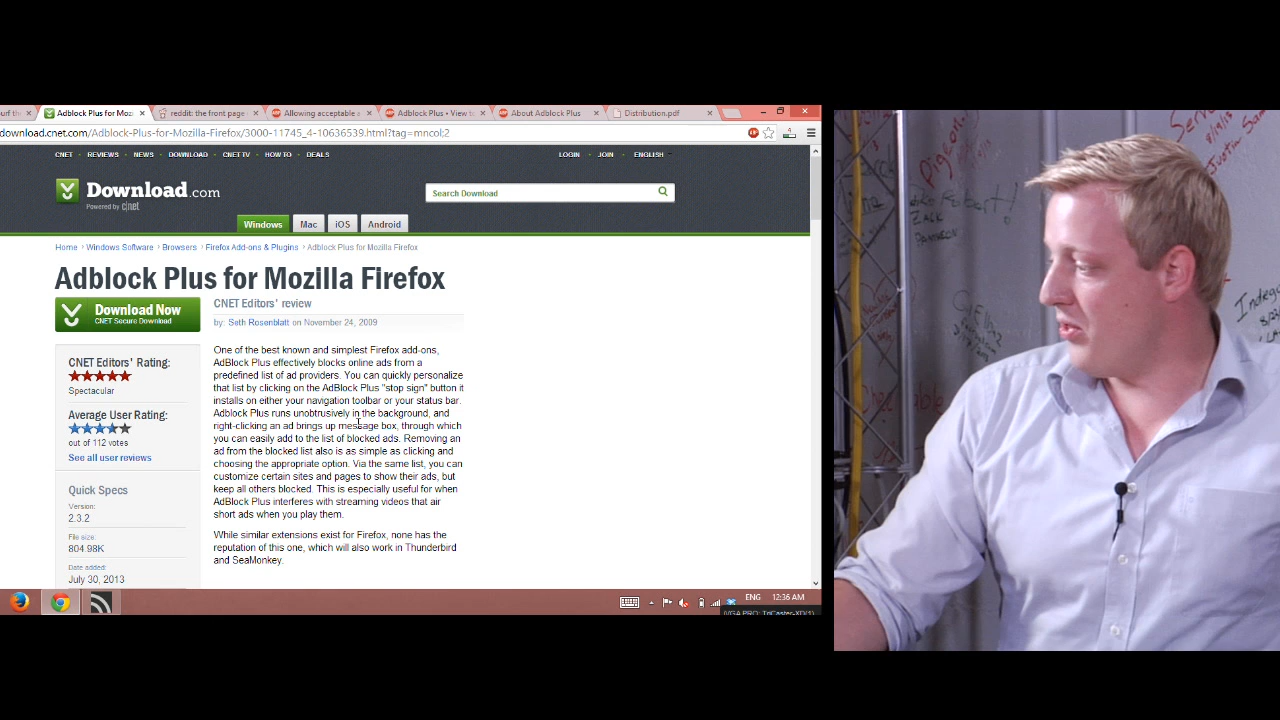 urf th
Adblock Plus for Moz
reddit: the front page
Allowing acceptable a
Adblock Plus - View b
About Adblock Plus
Distribution.pdf
download.cnet.com/Adblock-Plus-for-Mozilla-Firefox/3000-11745_4-10636539.html?tag=mncol;2
CNET REVIEWS NEWS DOWNLOAD CNET TV HOW TO DEALS LOGIN JOIN ENGLISH
Download.com
Powered by c|net
Search Download
Windows Mac iOS Android
Home Windows Software Browsers Firefox Add-ons & Plugins Adblock Plus for Mozilla Firefox
Adblock Plus for Mozilla Firefox
Download Now
CNET Secure Download
CNET Editors' review
by: Seth Rosenblatt on November 24, 2009
One of the best known and simplest Firefox add-ons,
AdBlock Plus effectively blocks online ads from a
predefined list of ad providers. You can quickly personalize
that list by clicking on the AdBlock Plus "stop sign" button it
installs on either your navigation toolbar or your status bar.
Adblock Plus runs unobtrusively in the background, and
right-clicking an ad brings up message box, through which
you can easily add to the list of blocked ads. Removing an
ad from the blocked list also is as simple as clicking and
choosing the appropriate option. Via the same list, you can
customize certain sites and pages to show their ads, but
keep all others blocked. This is especially useful for when
AdBlock Plus interferes with streaming videos that air
short ads when you play them.
While similar extensions exist for Firefox, none has the
reputation of this one, which will also work in Thunderbird
and SeaMonkey.
CNET Editors' Rating:
Spectacular
Average User Rating:
out of 112 votes
See all user reviews
Quick Specs
Version:
2.3.2
File size:
804.98K
Date added:
July 30, 2013
ENG 12:36 AM
Pigeon
ZACK